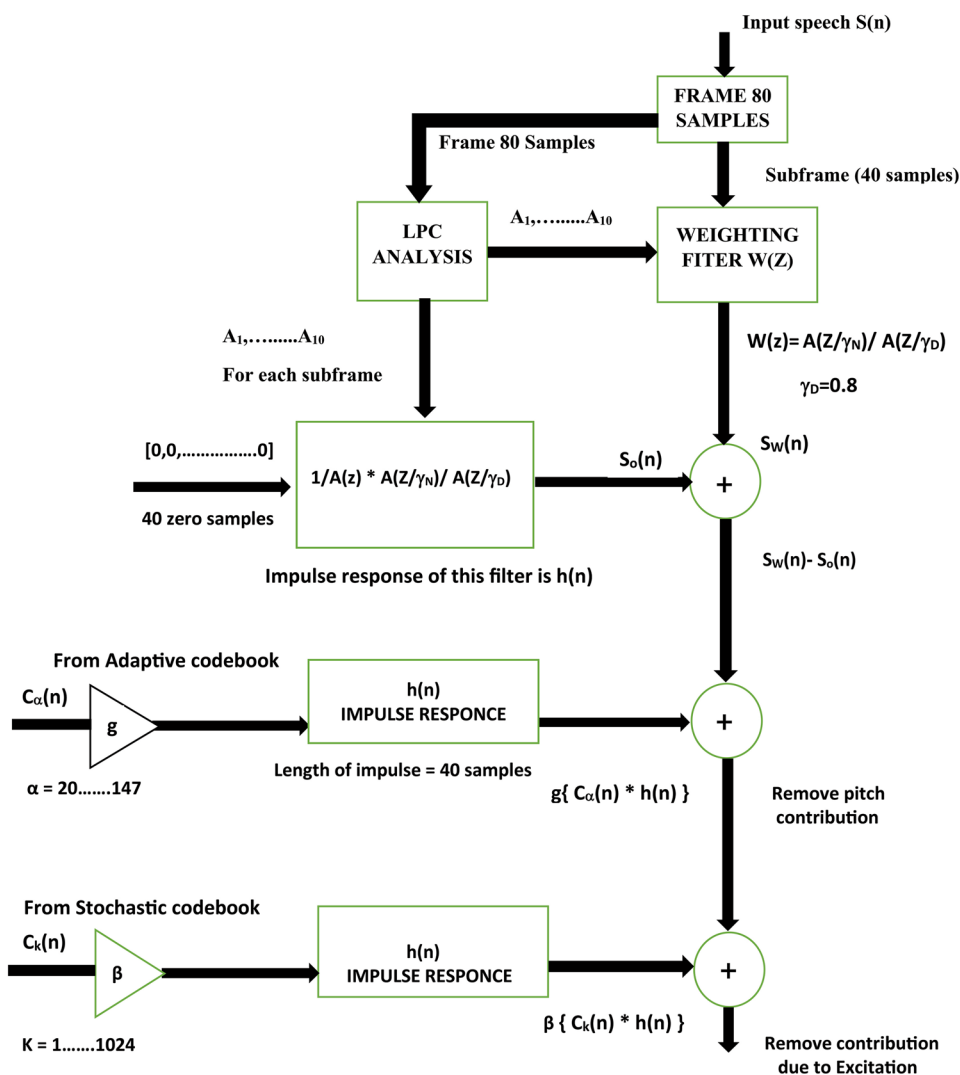 Input speech S(n)
FRAME 80
SAMPLES
Frame 80 Samples
Subframe (40 samples)
LPC
ANALYSIS
A₁,….......A₁₀
WEIGHTING
FITER W(Z)
A₁,….......A₁₀
For each subframe
W(z)= A(Z/γN)/ A(Z/γD)
γD=0.8
[0,0,…………….0]
40 zero samples
1/A(z) * A(Z/γN)/ A(Z/γD)
So(n)
SW(n)
+
Impulse response of this filter is h(n)
SW(n)- So(n)
From Adaptive codebook
Cα(n)
g
h(n)
IMPULSE RESPONCE
+
α = 20…….147
Length of impulse = 40 samples
g{ Cα(n) * h(n) }
Remove pitch
contribution
From Stochastic codebook
Ck(n)
β
h(n)
IMPULSE RESPONCE
+
β { Ck(n) * h(n) }
K = 1…….1024
Remove contribution
due to Excitation